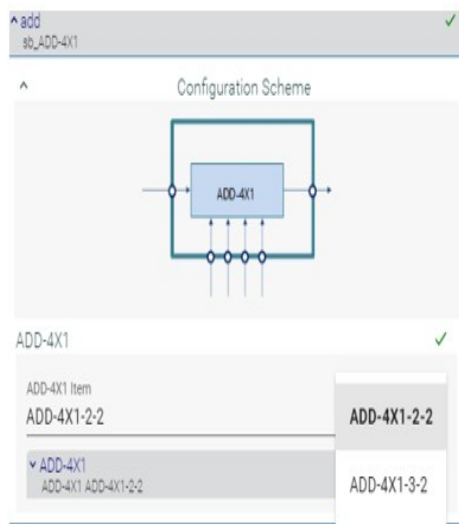 add
sb_ADD-4X1
Configuration Scheme
ADD-4X1
ADD-4X1
ADD-4X1 Item
ADD-4X1-2-2
ADD-4X1-2-2
ADD-4X1
ADD-4X1 ADD-4X1-2-2
ADD-4X1-3-2